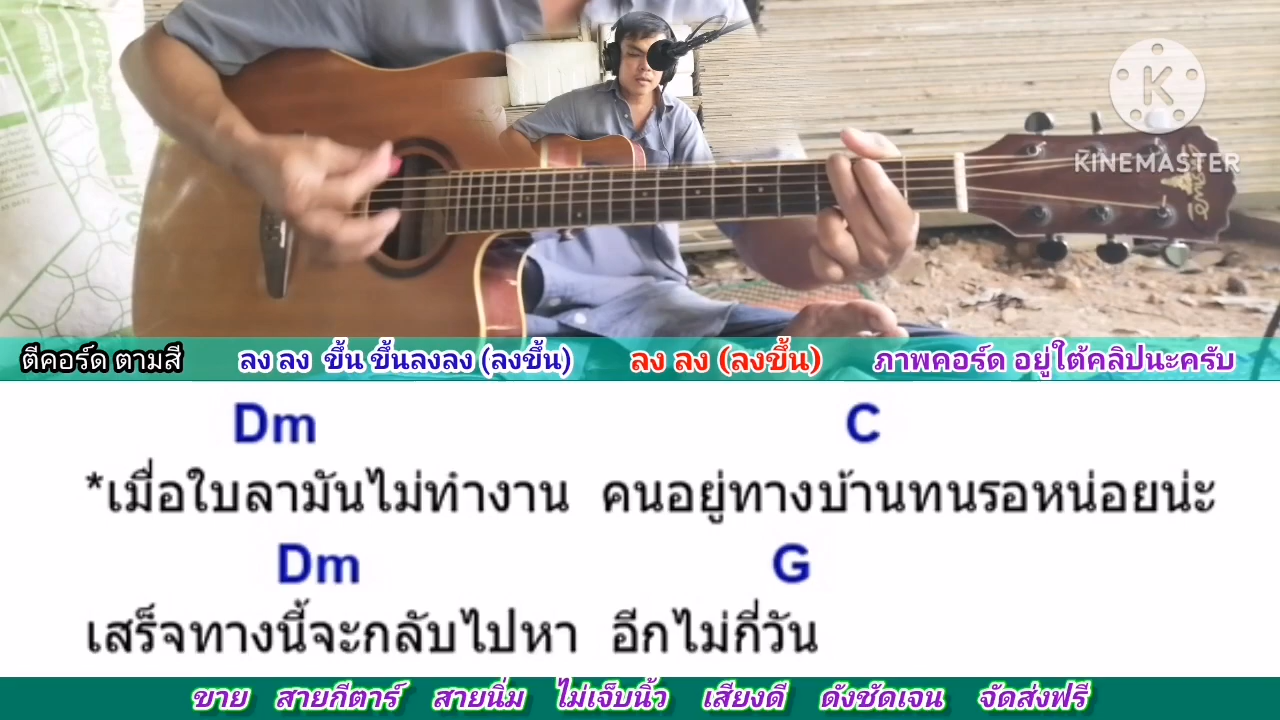 KINEMASTER
ตีคอร์ด ตามสี ลง ลง ขึ้น ขึ้นลงลง (ลงขึ้น) ลง ลง (ลงขึ้น) ภาพคอร์ด อยู่ใต้คลิปนะครับ
Dm C
*เมื่อใบลามันไม่ทำงาน คนอยู่ทางบ้านทนรอหน่อยน่ะ
Dm G
เสร็จทางนี้จะกลับไปหา อีกไม่กี่วัน
ขาย สายกีตาร์ สายนิ่ม ไม่เจ็บนิ้ว เสียงดี ดังชัดเจน จัดส่งฟรี